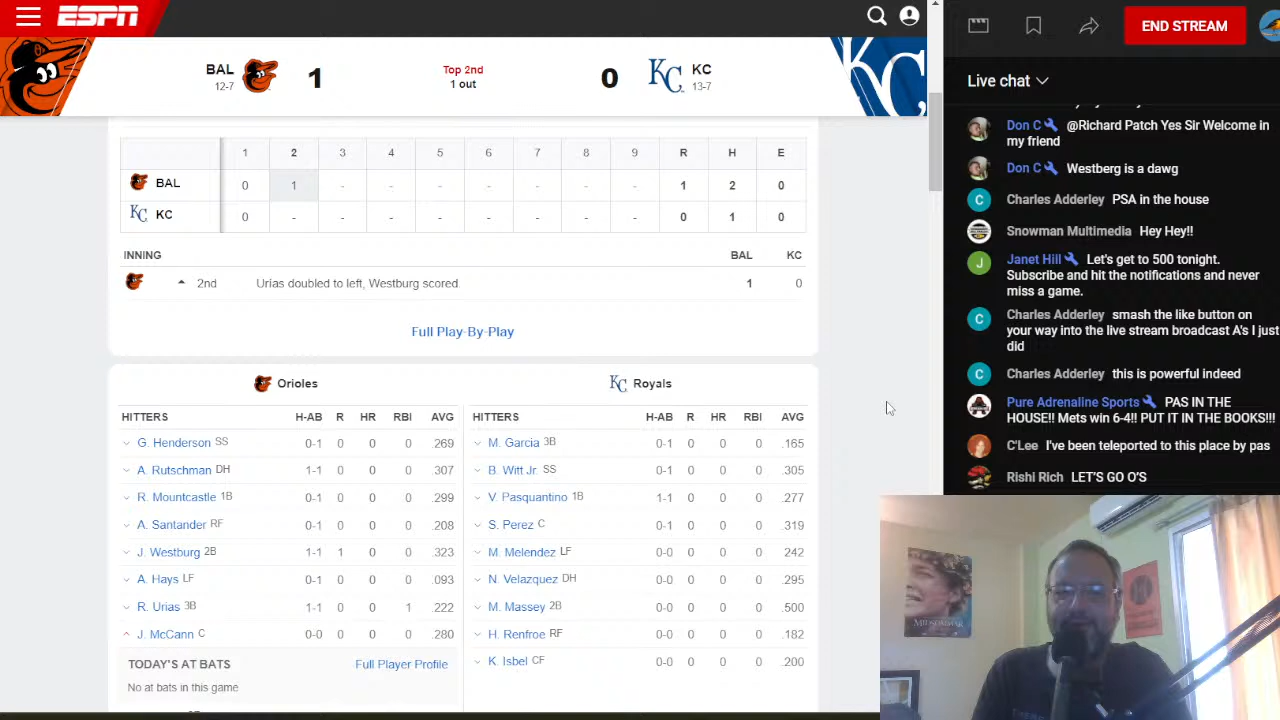 ESPN
BAL
12-7
1
Top 2nd
1 out
0
KC
KC
13-7
1 2 3 4 5 6 7 8 9 R H E
BAL 0 1 - - - - - - - 1 2 0
KC KC 0 - - - - - - - - 0 1 0
INNING BAL KC
2nd Urias doubled to left, Westburg scored. 1 0
Full Play-By-Play
Orioles
HITTERS H-AB R HR RBI AVG
G. Henderson SS 0-1 0 0 0 .269
A. Rutschman DH 1-1 0 0 0 .307
R. Mountcastle 1B 0-1 0 0 0 .299
A. Santander RF 0-1 0 0 0 .208
J. Westburg 2B 1-1 1 0 0 .323
A. Hays LF 0-1 0 0 0 .093
R. Urias 3B 1-1 0 0 1 .222
J. McCann C 0-0 0 0 0 .280
TODAY'S AT BATS Full Player Profile
No at bats in this game
KC Royals
HITTERS H-AB R HR RBI AVG
M. Garcia 3B 0-1 0 0 0 .165
B. Witt Jr. SS 0-1 0 0 0 .305
V. Pasquantino 1B 1-1 0 0 0 .277
S. Perez C 0-1 0 0 0 .319
M. Melendez LF 0-0 0 0 0 .242
N. Velazquez DH 0-0 0 0 0 .295
M. Massey 2B 0-0 0 0 0 .500
H. Renfroe RF 0-0 0 0 0 .182
K. Isbel CF 0-0 0 0 0 .200
END STREAM
Live chat
Don C @Richard Patch Yes Sir Welcome in
my friend
Don C Westberg is a dawg
C Charles Adderley PSA in the house
Snowman Multimedia Hey Hey!!
J Janet Hill Let's get to 500 tonight.
Subscribe and hit the notifications and never
miss a game.
C Charles Adderley smash the like button on
your way into the live stream broadcast A's I just
did
C Charles Adderley this is powerful indeed
Pure Adrenaline Sports PAS IN THE
HOUSE!! Mets win 6-4!! PUT IT IN THE BOOKS!!!
C'Lee I've been teleported to this place by pas
Rishi Rich LET'S GO O'S
MIDSOMMAR